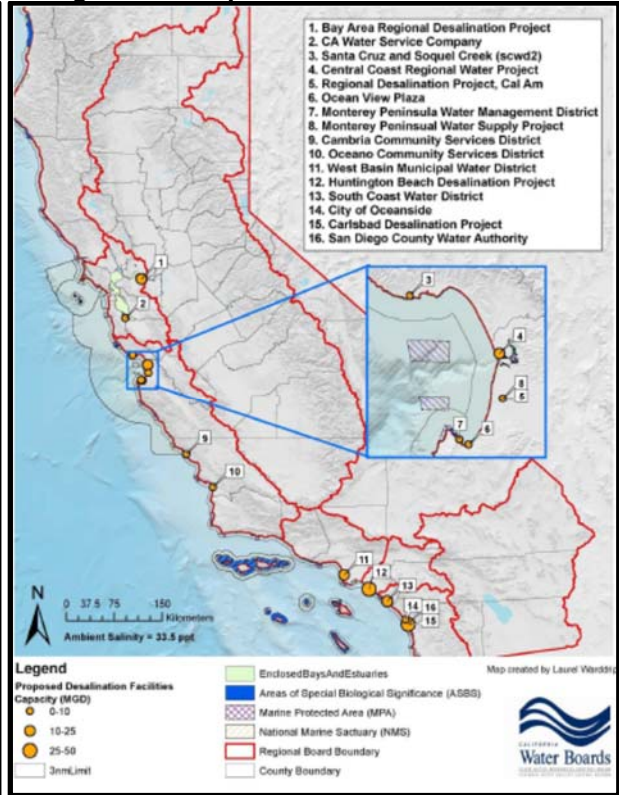 1. Bay Area Regional Desalination Project
2. CA Water Service Company
3. Santa Cruz and Soquel Creek (scwd2)
4. Central Coast Regional Water Project
5. Regional Desalination Project, Cal Am
6. Ocean View Plaza
7. Monterey Peninsula Water Management District
8. Monterey Peninsual Water Supply Project
9. Cambria Community Services District
10. Oceano Community Services District
11. West Basin Municipal Water District
12. Huntington Beach Desalination Project
13. South Coast Water District
14. City of Oceanside
15. Carlsbad Desalination Project
16. San Diego County Water Authority
1
2
3
4
8
5
7
6
9
10
11
12
13
14 16
15
N
0 37.5 75 150
Kilometers
Ambient Salinity = 33.5 ppt
Legend
Proposed Desalination Facilities
Capacity (MGD)
0-10
10-25
25-50
3nmLimit
EnclosedBaysAndEstuaries
Areas of Special Biological Significance (ASBS)
Marine Protected Area (MPA)
National Marine Sactuary (NMS)
Regional Board Boundary
County Boundary
Map created by Laurel Warddrip
CALIFORNIA
Water Boards